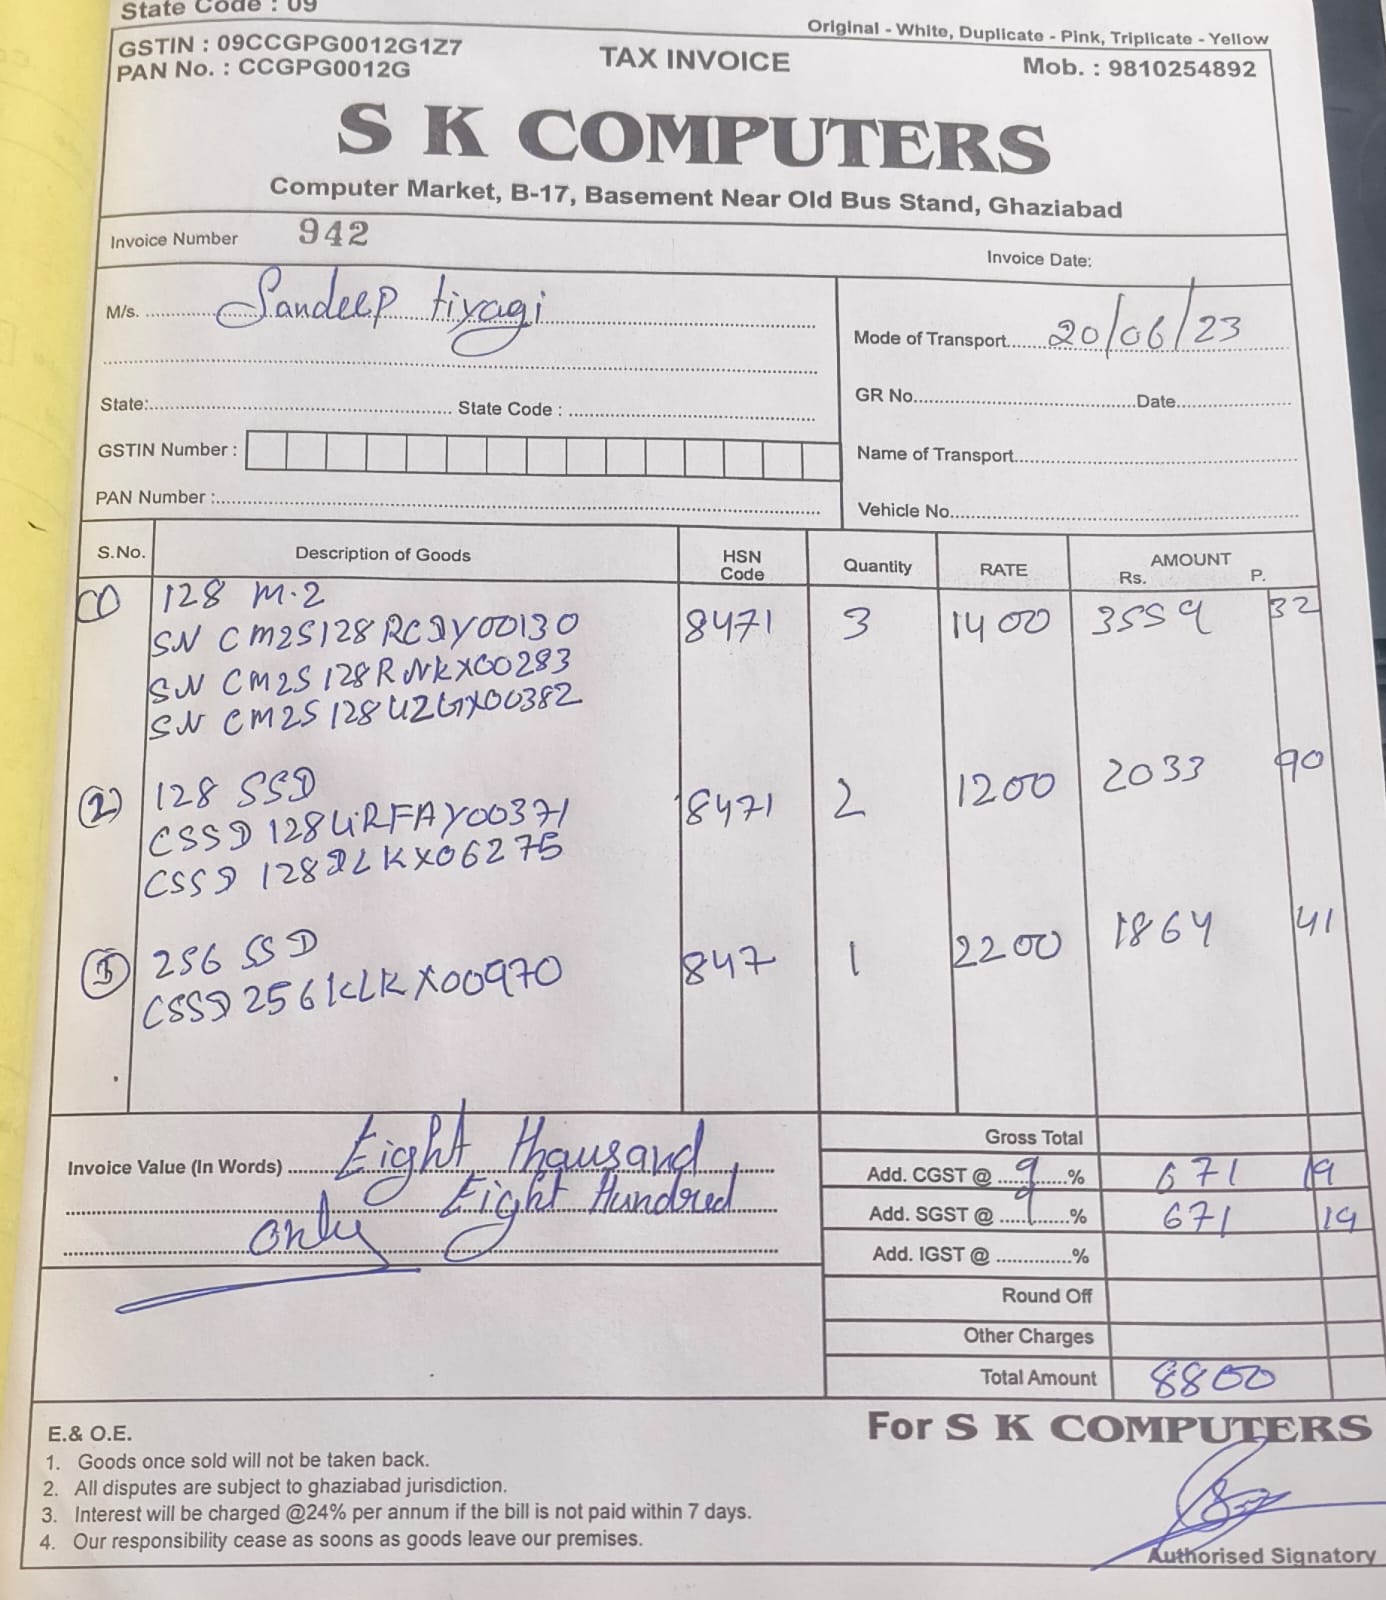 State Code : 09
Original - White, Duplicate - Pink, Triplicate - Yellow
GSTIN : 09CCGPG0012G1Z7
TAX INVOICE
Mob. : 9810254892
PAN No. : CCGPG0012G
S K COMPUTERS
Computer Market, B-17, Basement Near Old Bus Stand, Ghaziabad
Invoice Number 942
Invoice Date:
M/s. Sandeep tiyagi
Mode of Transport 20/06/23
State: State Code :
GR No. Date
GSTIN Number :
Name of Transport
PAN Number :
Vehicle No.
S.No. Description of Goods HSN Code Quantity RATE AMOUNT Rs. P.
(1) 128 M.2 8471 3 1400 3559 32
SN CM2S128RCJY00130
SN CM2S128RNKX00283
SN CM2S128UZGX00382
(2) 128 SSD 8471 2 1200 2033 90
CSSD128URFAY00371
CSSD128DLKX06275
(3) 256 SSD 847 1 2200 1864 41
CSSD256KLKX00970
Invoice Value (In Words) Eight thausand
Eight Hundred
only
Gross Total
Add. CGST @ 9 % 671 19
Add. SGST @ 9 % 671 19
Add. IGST @ %
Round Off
Other Charges
Total Amount 8800
E.& O.E.
1. Goods once sold will not be taken back.
2. All disputes are subject to ghaziabad jurisdiction.
3. Interest will be charged @24% per annum if the bill is not paid within 7 days.
4. Our responsibility cease as soons as goods leave our premises.
For S K COMPUTERS
Authorised Signatory